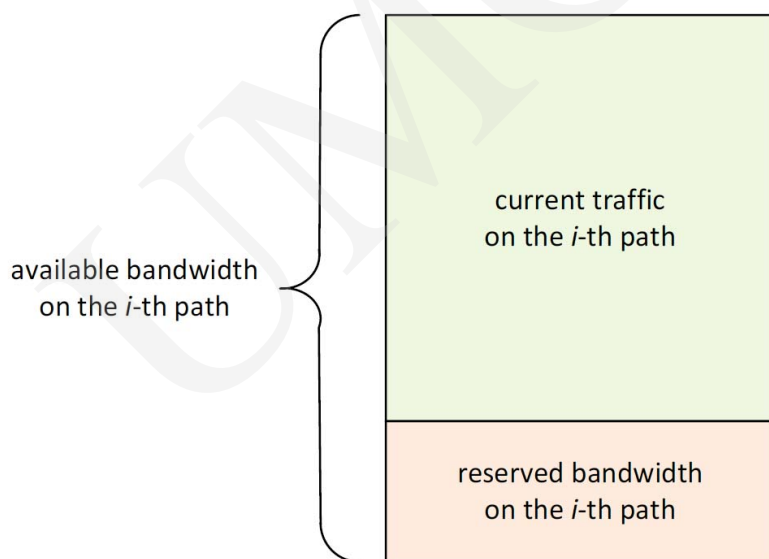 available bandwidth
on the i-th path
current traffic
on the i-th path
reserved bandwidth
on the i-th path